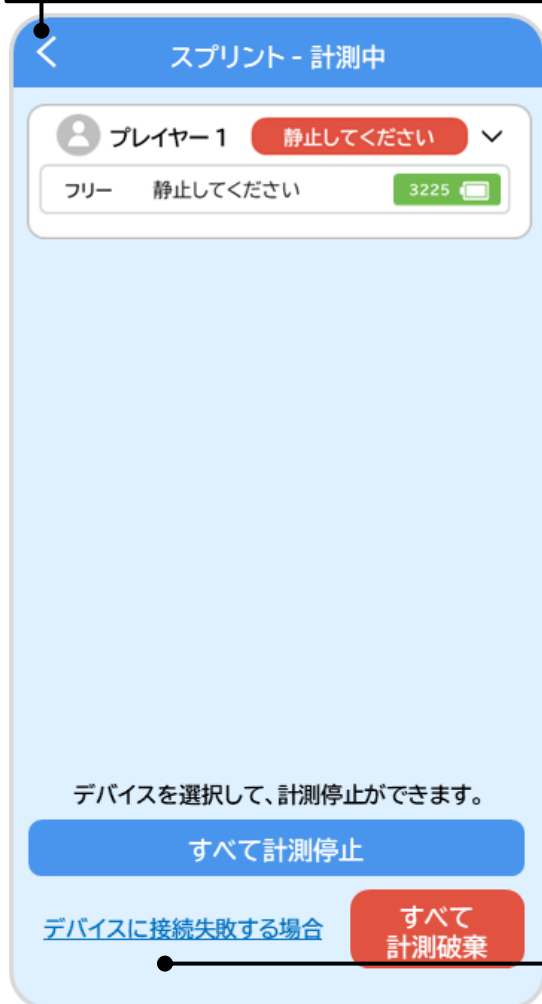 スプリント - 計測中
プレイヤー 1 静止してください
フリー 静止してください 3225
デバイスを選択して、計測停止ができます。
すべて計測停止
デバイスに接続失敗する場合
すべて
計測破棄